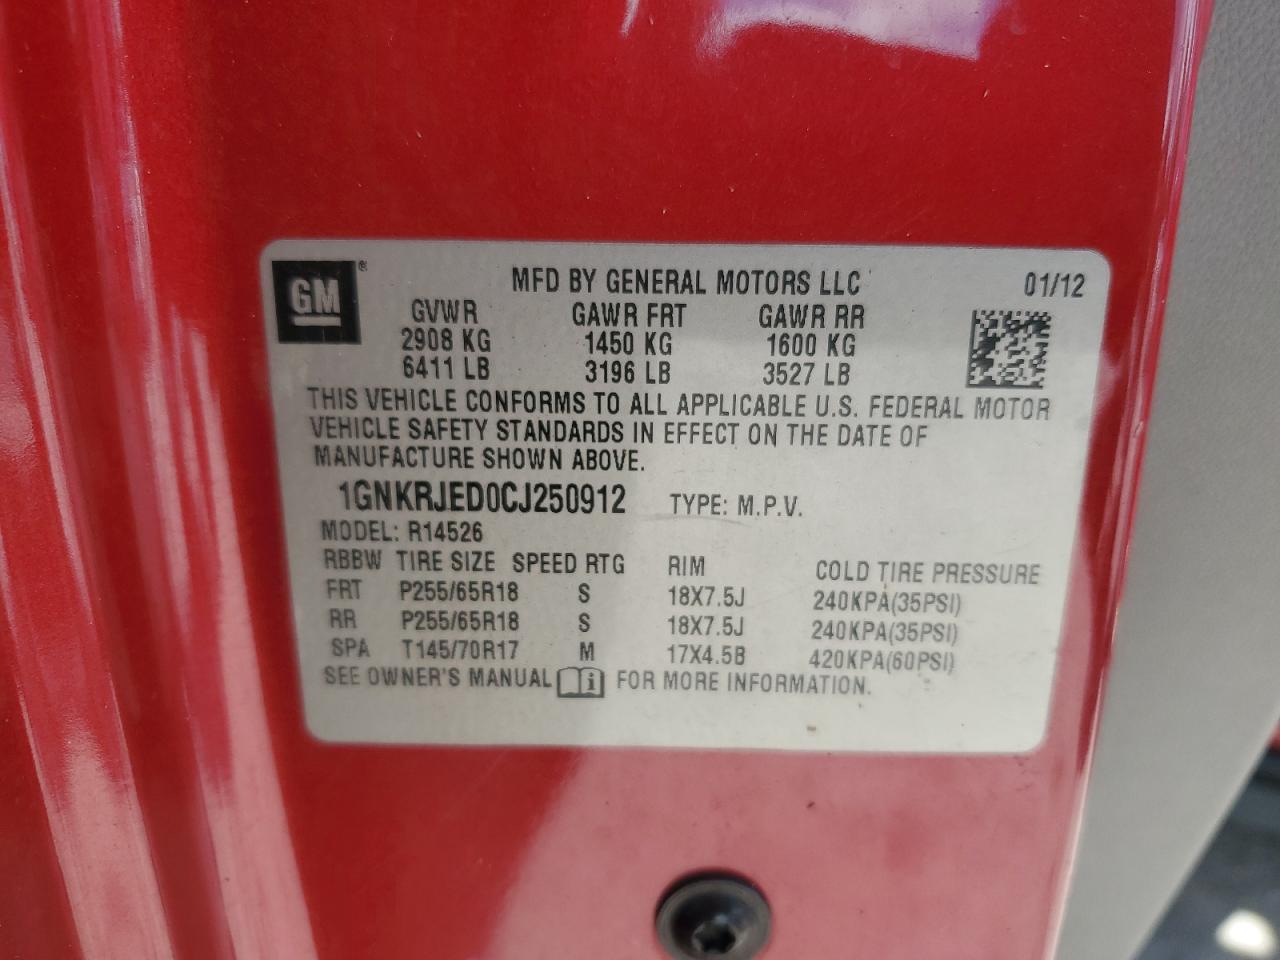 GM ® MFD BY GENERAL MOTORS LLC 01/12
GVWR GAWR FRT GAWR RR
2908 KG 1450 KG 1600 KG
6411 LB 3196 LB 3527 LB
THIS VEHICLE CONFORMS TO ALL APPLICABLE U.S. FEDERAL MOTOR
VEHICLE SAFETY STANDARDS IN EFFECT ON THE DATE OF
MANUFACTURE SHOWN ABOVE.
1GNKRJED0CJ250912 TYPE: M.P.V.
MODEL: R14526
RBBW TIRE SIZE SPEED RTG RIM COLD TIRE PRESSURE
FRT P255/65R18 S 18X7.5J 240KPA(35PSI)
RR P255/65R18 S 18X7.5J 240KPA(35PSI)
SPA T145/70R17 M 17X4.5B 420KPA(60PSI)
SEE OWNER'S MANUAL i FOR MORE INFORMATION.